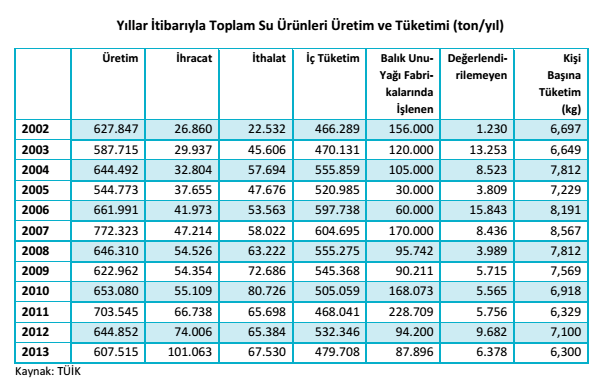 Yıllar İtibarıyla Toplam Su Ürünleri Üretim ve Tüketimi (ton/yıl)
Üretim İhracat İthalat İç Tüketim Balık Unu- Değerlendi- Kişi
Yağı Fabri- rilemeyen Başına
kalarında Tüketim
İşlenen (kg)
2002 627.847 26.860 22.532 466.289 156.000 1.230 6,697
2003 587.715 29.937 45.606 470.131 120.000 13.253 6,649
2004 644.492 32.804 57.694 555.859 105.000 8.523 7,812
2005 544.773 37.655 47.676 520.985 30.000 3.809 7,229
2006 661.991 41.973 53.563 597.738 60.000 15.843 8,191
2007 772.323 47.214 58.022 604.695 170.000 8.436 8,567
2008 646.310 54.526 63.222 555.275 95.742 3.989 7,812
2009 622.962 54.354 72.686 545.368 90.211 5.715 7,569
2010 653.080 55.109 80.726 505.059 168.073 5.565 6,918
2011 703.545 66.738 65.698 468.041 228.709 5.756 6,329
2012 644.852 74.006 65.384 532.346 94.200 9.682 7,100
2013 607.515 101.063 67.530 479.708 87.896 6.378 6,300
Kaynak: TÜİK